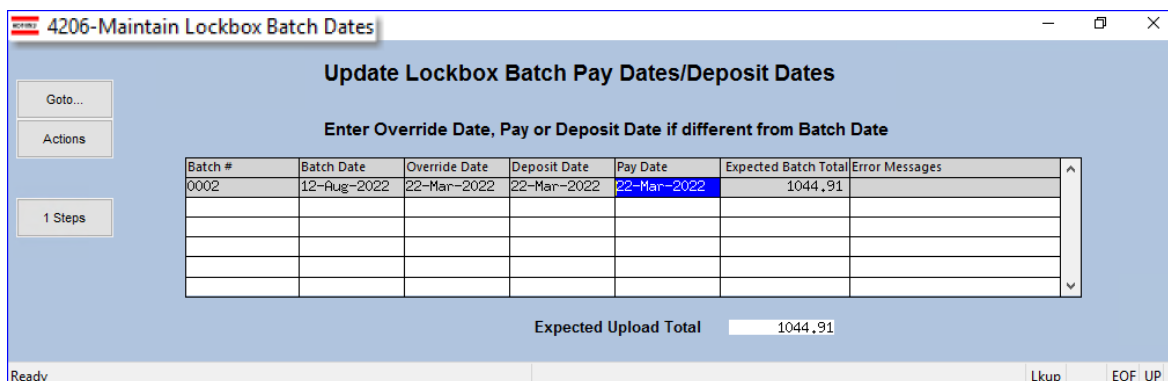 4206-Maintain Lockbox Batch Dates
Update Lockbox Batch Pay Dates/Deposit Dates
Goto...
Actions
Enter Override Date, Pay or Deposit Date if different from Batch Date
Batch # Batch Date Override Date Deposit Date Pay Date Expected Batch Total Error Messages
0002 12-Aug-2022 22-Mar-2022 22-Mar-2022 22-Mar-2022 1044.91
1 Steps
Expected Upload Total 1044.91
Ready Lkup EOF UP